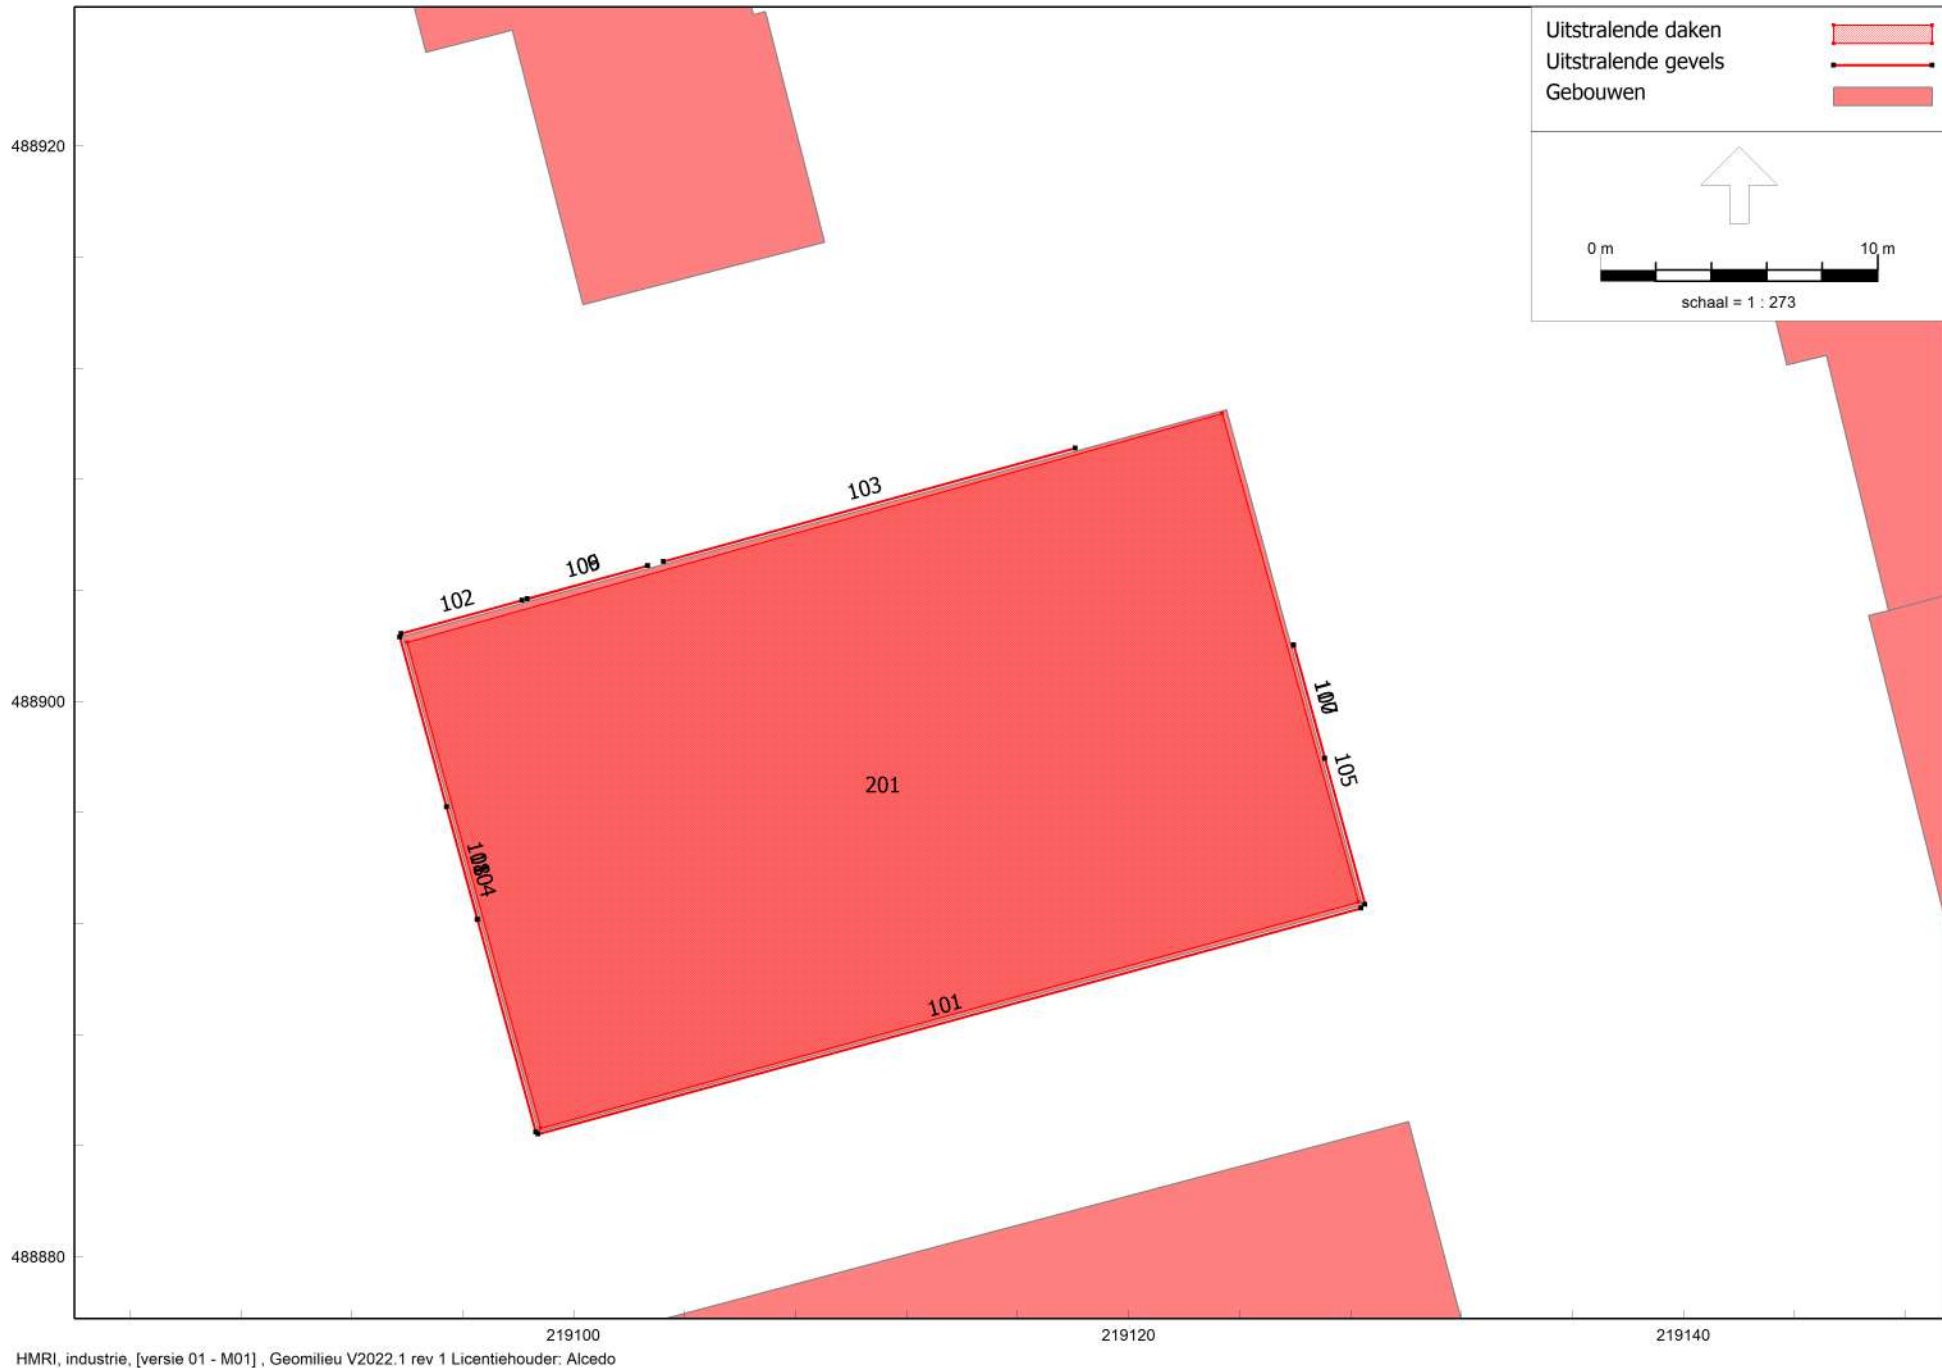 Uitstralende daken
Uitstralende gevels
Gebouwen
0 m 10 m
schaal = 1 : 273
488920
488900
488880
103
102
105
201
101
219100 219120 219140
HMRI, industrie, [versie 01 - M01] , Geomilieu V2022.1 rev 1 Licentiehouder: Alcedo